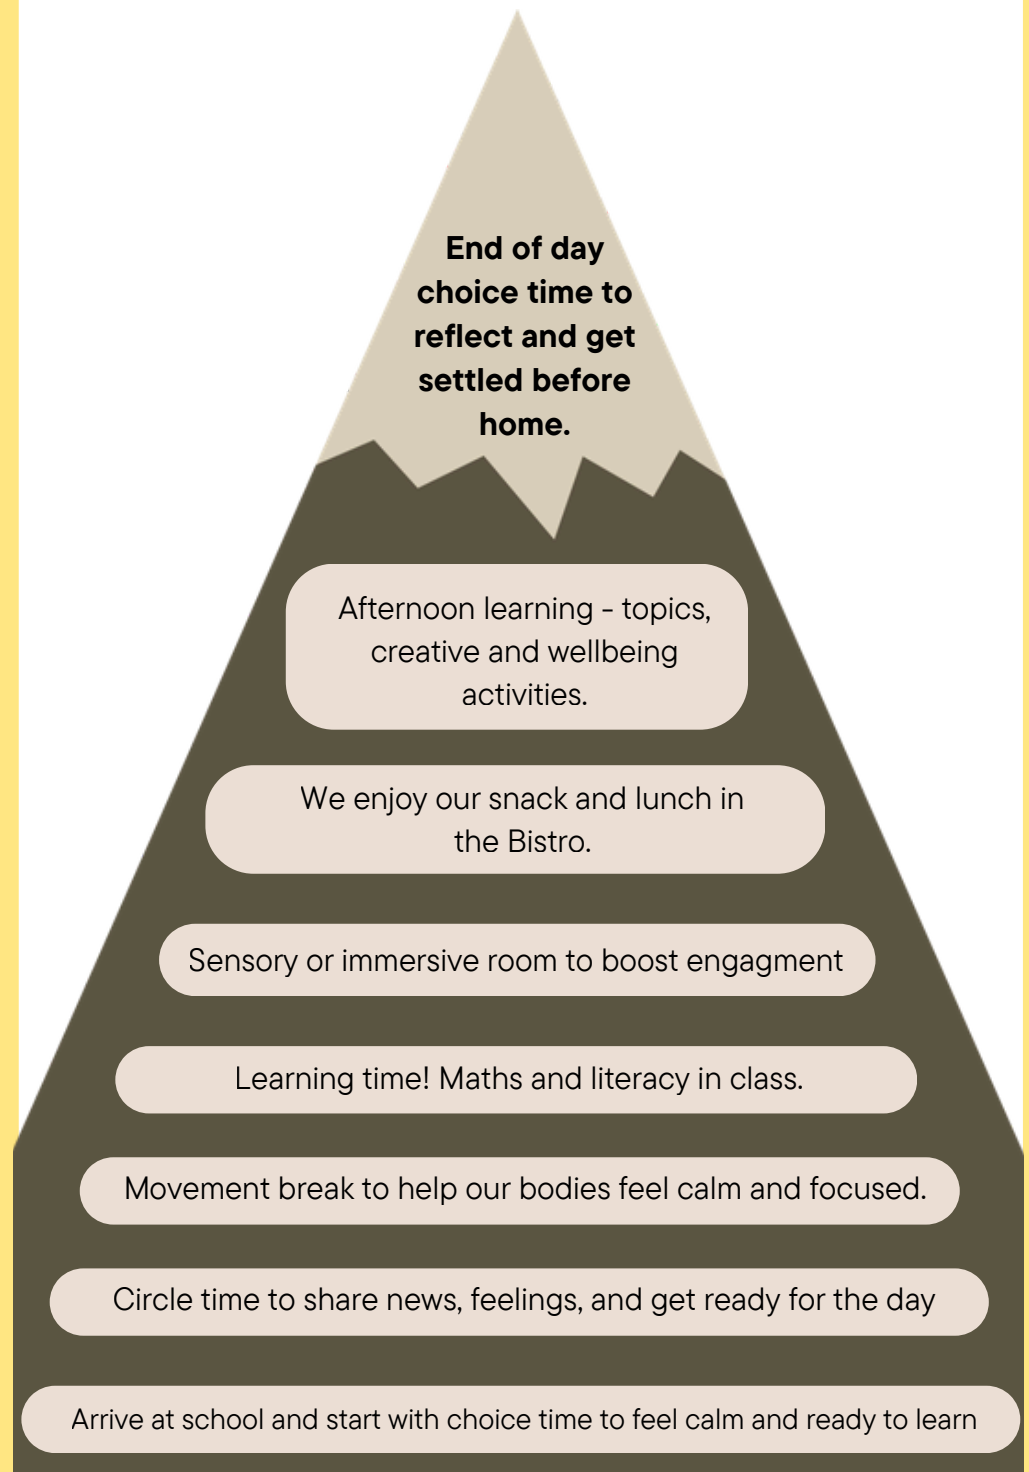 End of day
choice time to
reflect and get
settled before
home.
Afternoon learning - topics,
creative and wellbeing
activities.
We enjoy our snack and lunch in
the Bistro.
Sensory or immersive room to boost engagment
Learning time! Maths and literacy in class.
Movement break to help our bodies feel calm and focused.
Circle time to share news, feelings, and get ready for the day
Arrive at school and start with choice time to feel calm and ready to learn